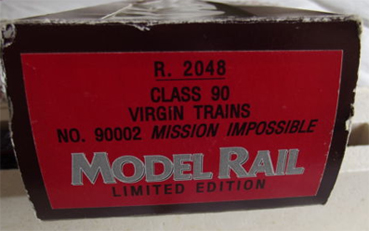 R. 2048
CLASS 90
VIRGIN TRAINS
NO. 90002 MISSION IMPOSSIBLE
MODEL RAIL
LIMITED EDITION